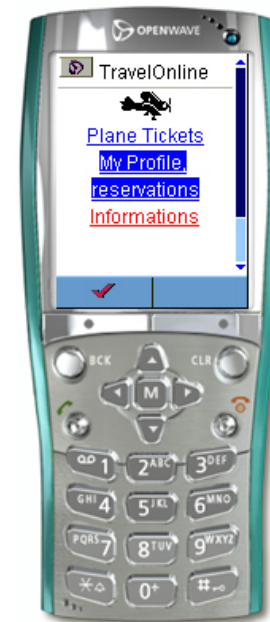 OPENWAVE
TravelOnline
Plane Tickets
My Profile,
reservations
Informations
BCK
CLR
M
1
2ABC
3DEF
GHI4
5JKL
6MNO
PQRS7
8TUV
9WXYZ
*
0+
#